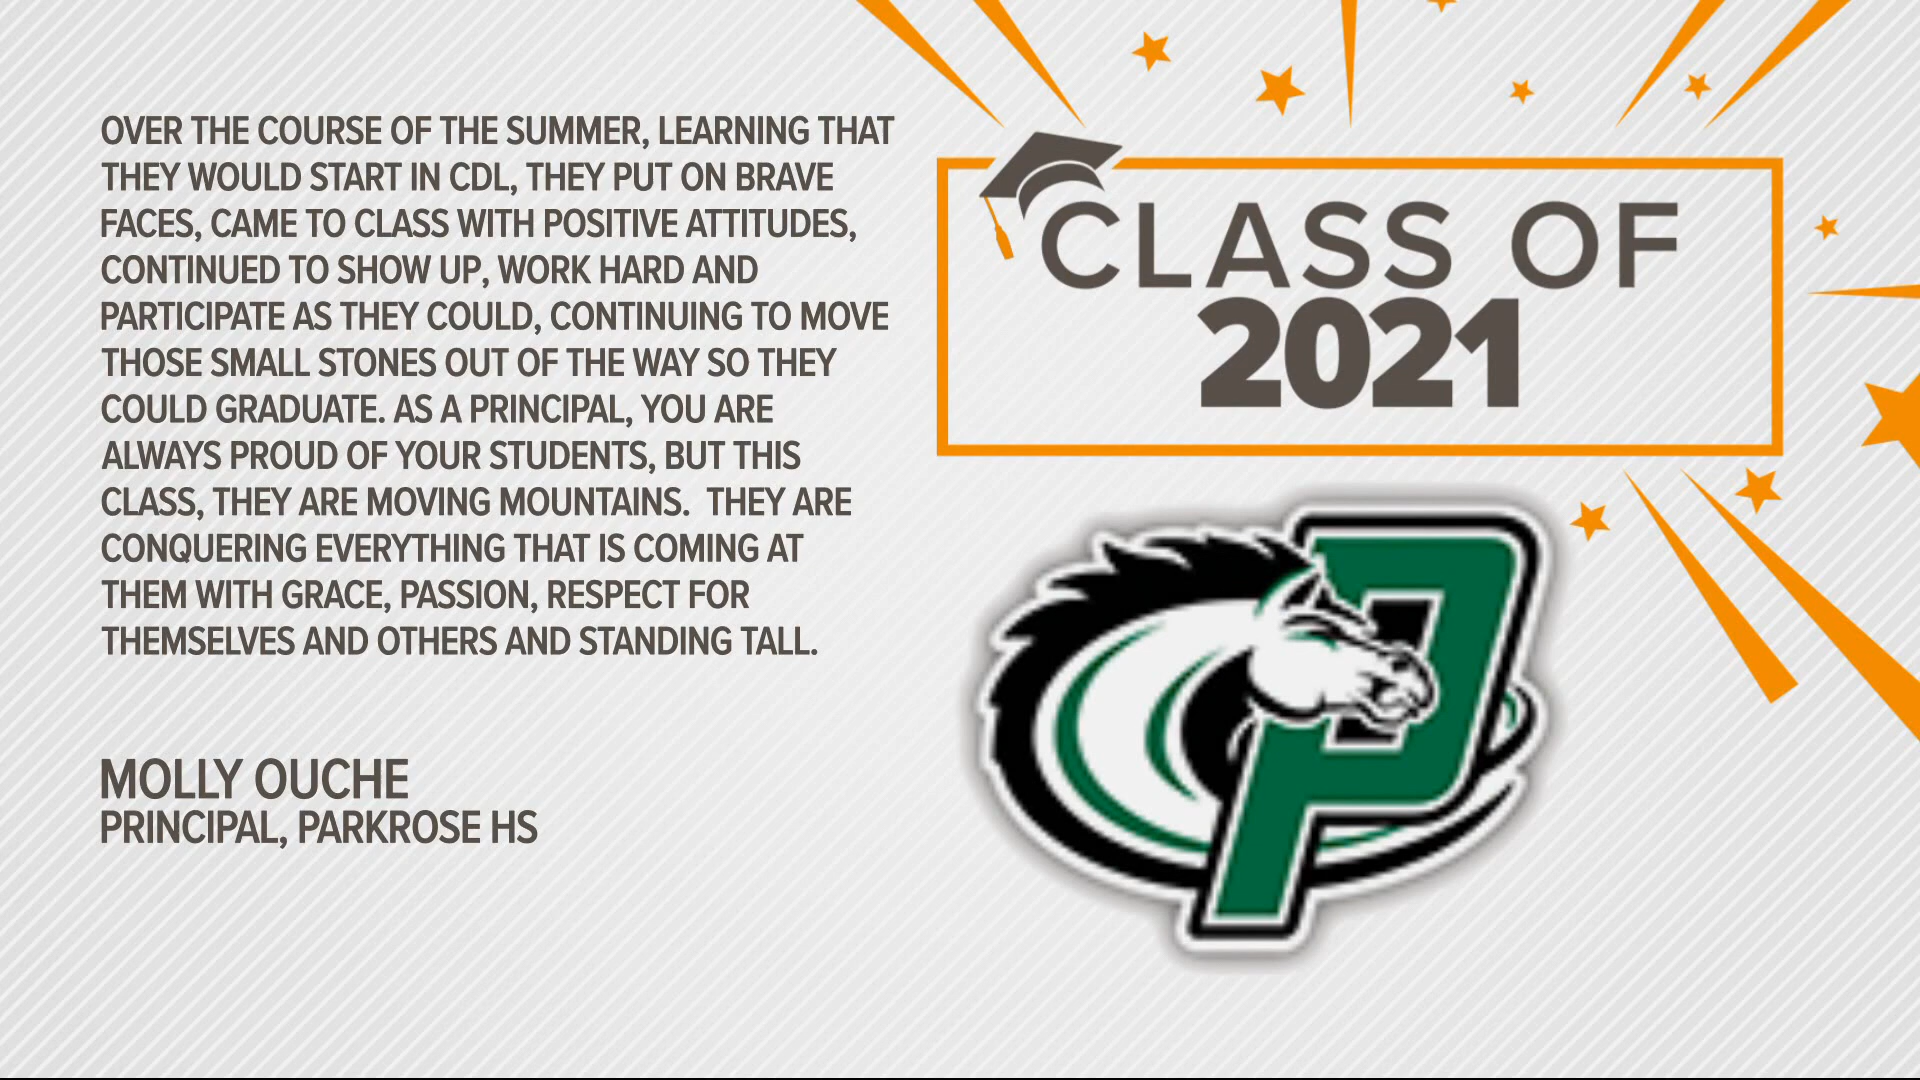 OVER THE COURSE OF THE SUMMER, LEARNING THAT
THEY WOULD START IN CDL, THEY PUT ON BRAVE
FACES, CAME TO CLASS WITH POSITIVE ATTITUDES,
CONTINUED TO SHOW UP, WORK HARD AND
PARTICIPATE AS THEY COULD, CONTINUING TO MOVE
THOSE SMALL STONES OUT OF THE WAY SO THEY
COULD GRADUATE. AS A PRINCIPAL, YOU ARE
ALWAYS PROUD OF YOUR STUDENTS, BUT THIS
CLASS, THEY ARE MOVING MOUNTAINS.  THEY ARE
CONQUERING EVERYTHING THAT IS COMING AT
THEM WITH GRACE, PASSION, RESPECT FOR
THEMSELVES AND OTHERS AND STANDING TALL.
MOLLY OUCHE
PRINCIPAL, PARKROSE HS
CLASS OF
2021
P